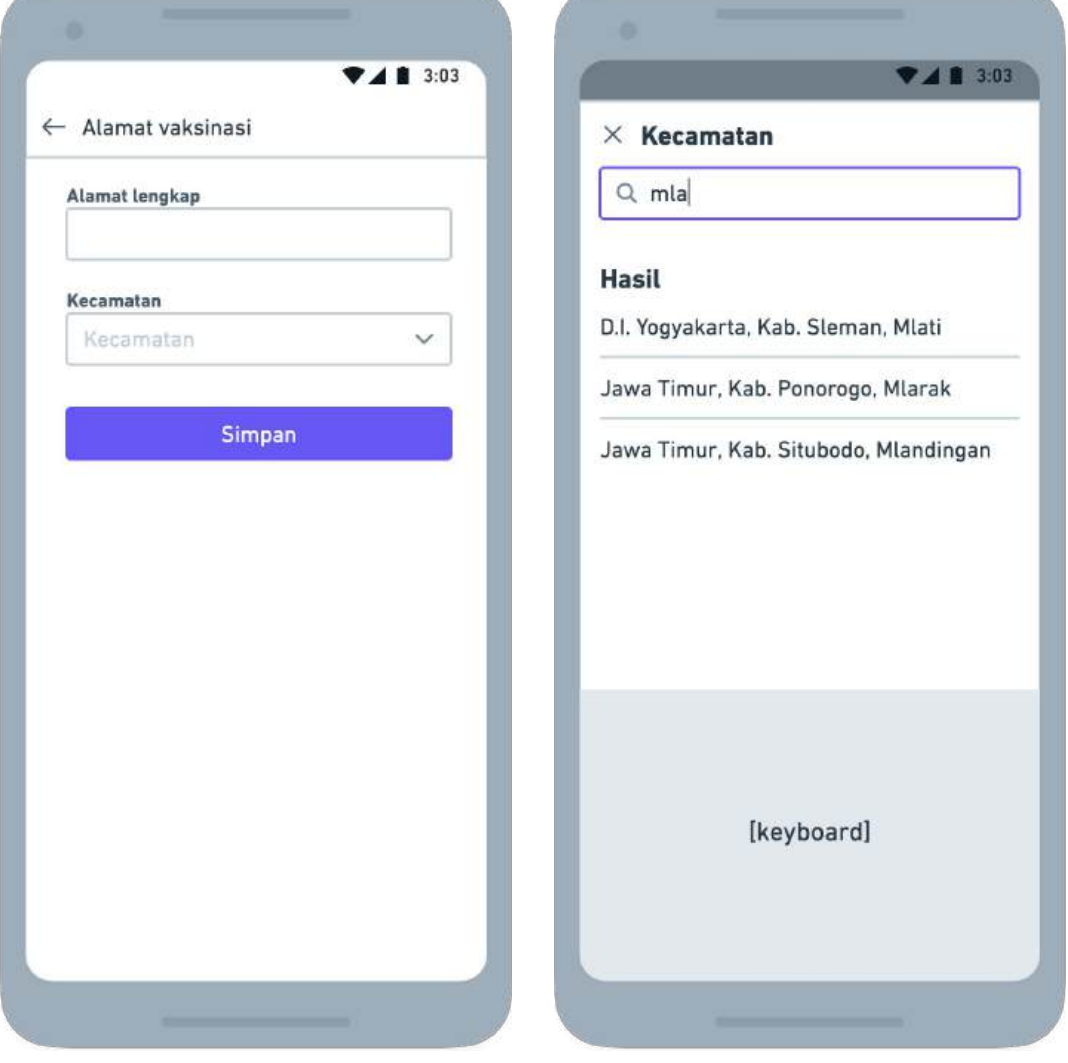 3:03
Alamat vaksinasi
Alamat lengkap
Kecamatan
Kecamatan
Simpan
3:03
Kecamatan
mla
Hasil
D.I. Yogyakarta, Kab. Sleman, Mlati
Jawa Timur, Kab. Ponorogo, Mlarak
Jawa Timur, Kab. Situbodo, Mlandingan
[keyboard]